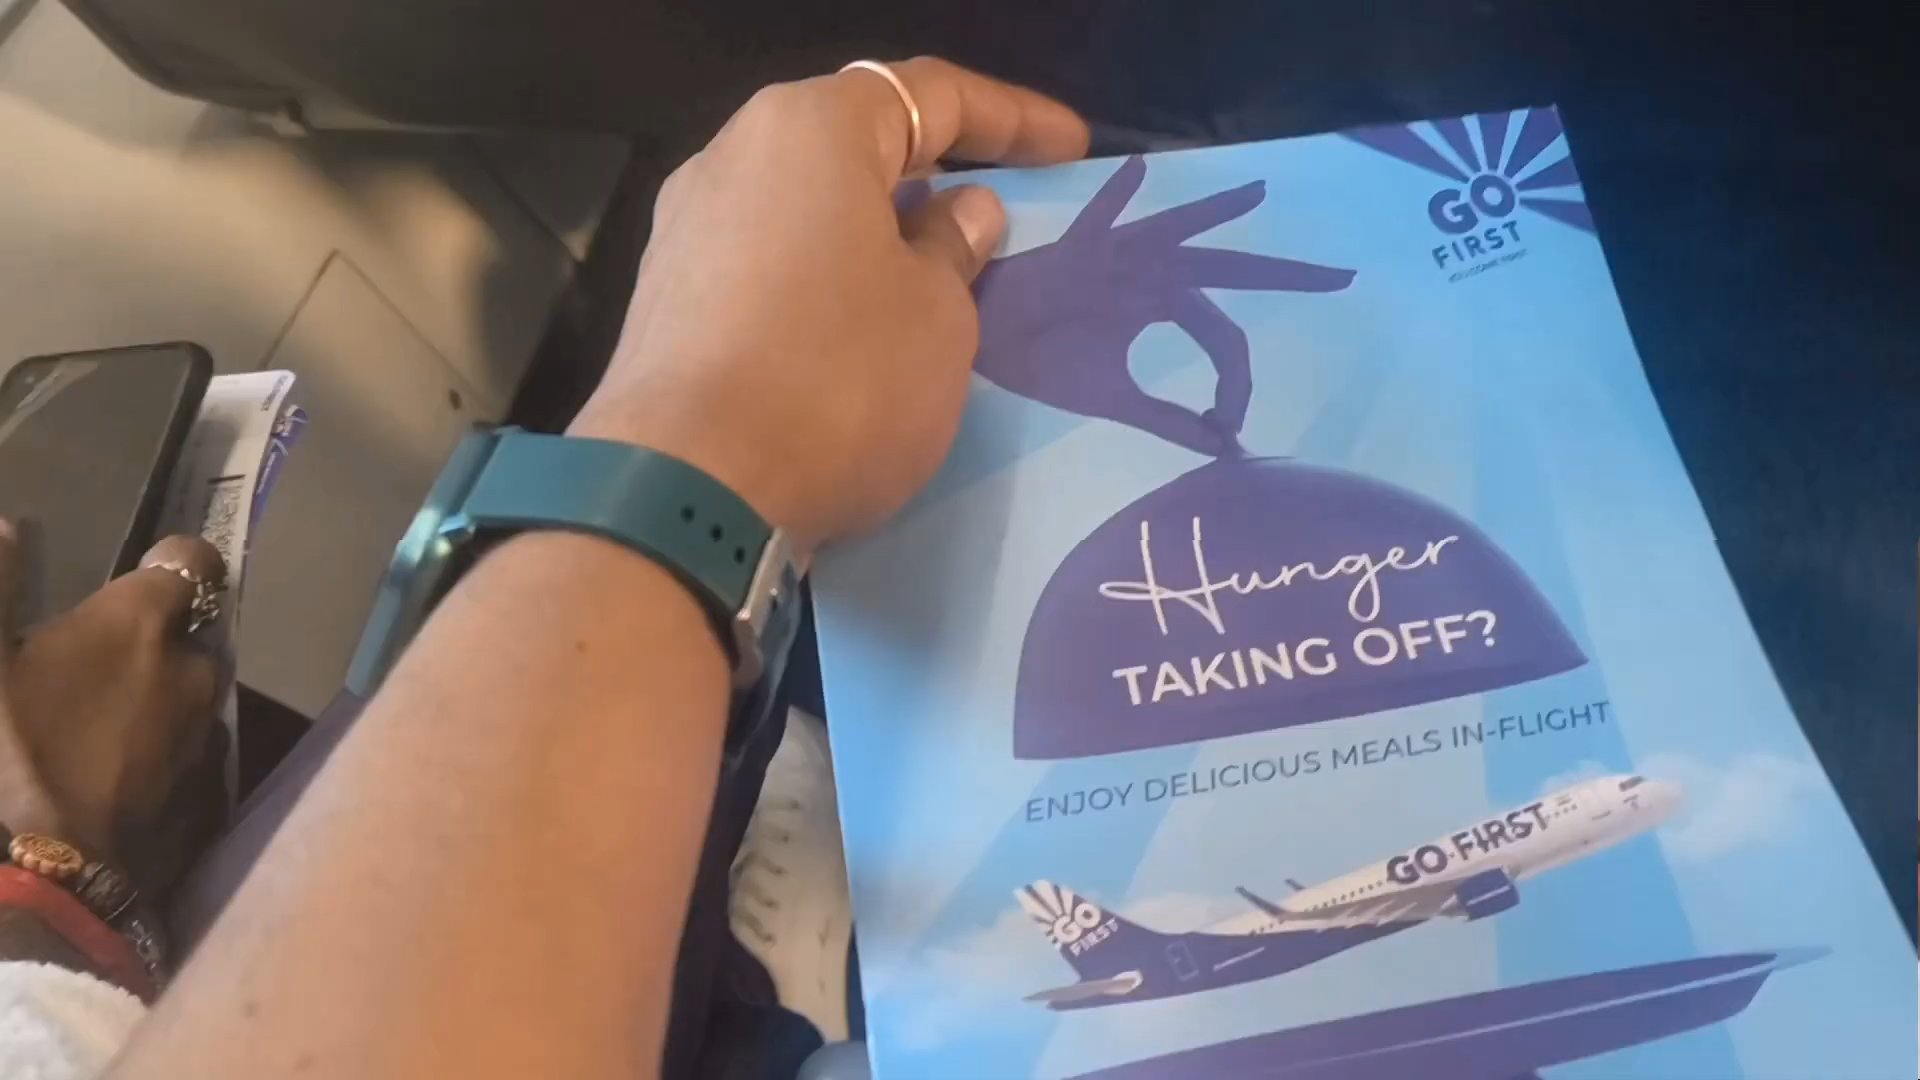 GO
FIRST
Hunger
TAKING OFF?
ENJOY DELICIOUS MEALS IN-FLIGHT
GO FIRST
GO
FIRST